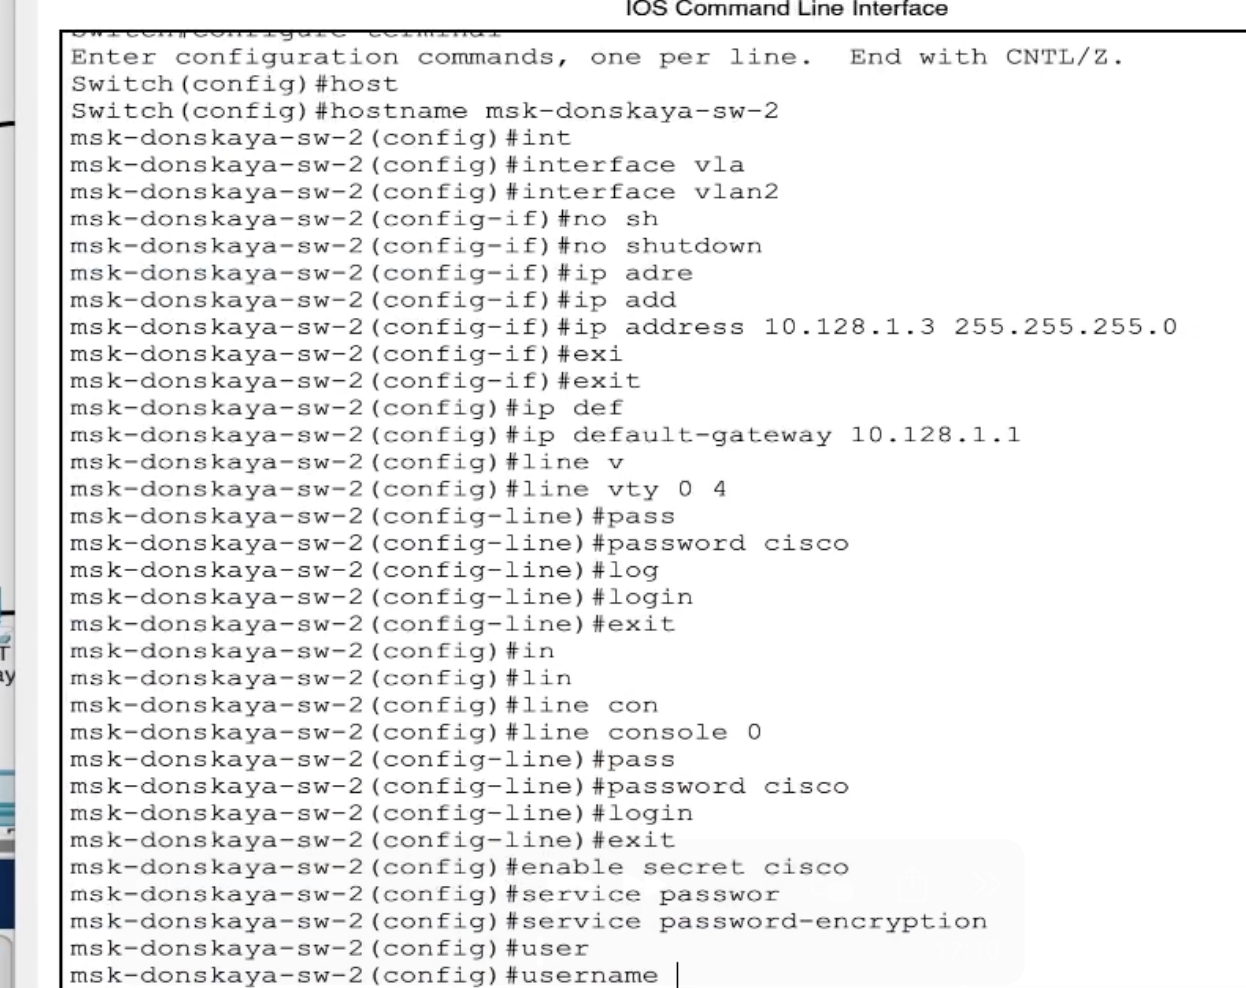 IOS Command Line Interface
Switch#configure terminal
Enter configuration commands, one per line.  End with CNTL/Z.
Switch(config)#host
Switch(config)#hostname msk-donskaya-sw-2
msk-donskaya-sw-2(config)#int
msk-donskaya-sw-2(config)#interface vla
msk-donskaya-sw-2(config)#interface vlan2
msk-donskaya-sw-2(config-if)#no sh
msk-donskaya-sw-2(config-if)#no shutdown
msk-donskaya-sw-2(config-if)#ip adre
msk-donskaya-sw-2(config-if)#ip add
msk-donskaya-sw-2(config-if)#ip address 10.128.1.3 255.255.255.0
msk-donskaya-sw-2(config-if)#exi
msk-donskaya-sw-2(config-if)#exit
msk-donskaya-sw-2(config)#ip def
msk-donskaya-sw-2(config)#ip default-gateway 10.128.1.1
msk-donskaya-sw-2(config)#line v
msk-donskaya-sw-2(config)#line vty 0 4
msk-donskaya-sw-2(config-line)#pass
msk-donskaya-sw-2(config-line)#password cisco
msk-donskaya-sw-2(config-line)#log
msk-donskaya-sw-2(config-line)#login
msk-donskaya-sw-2(config-line)#exit
msk-donskaya-sw-2(config)#in
msk-donskaya-sw-2(config)#lin
msk-donskaya-sw-2(config)#line con
msk-donskaya-sw-2(config)#line console 0
msk-donskaya-sw-2(config-line)#pass
msk-donskaya-sw-2(config-line)#password cisco
msk-donskaya-sw-2(config-line)#login
msk-donskaya-sw-2(config-line)#exit
msk-donskaya-sw-2(config)#enable secret cisco
msk-donskaya-sw-2(config)#service passwor
msk-donskaya-sw-2(config)#service password-encryption
msk-donskaya-sw-2(config)#user
msk-donskaya-sw-2(config)#username